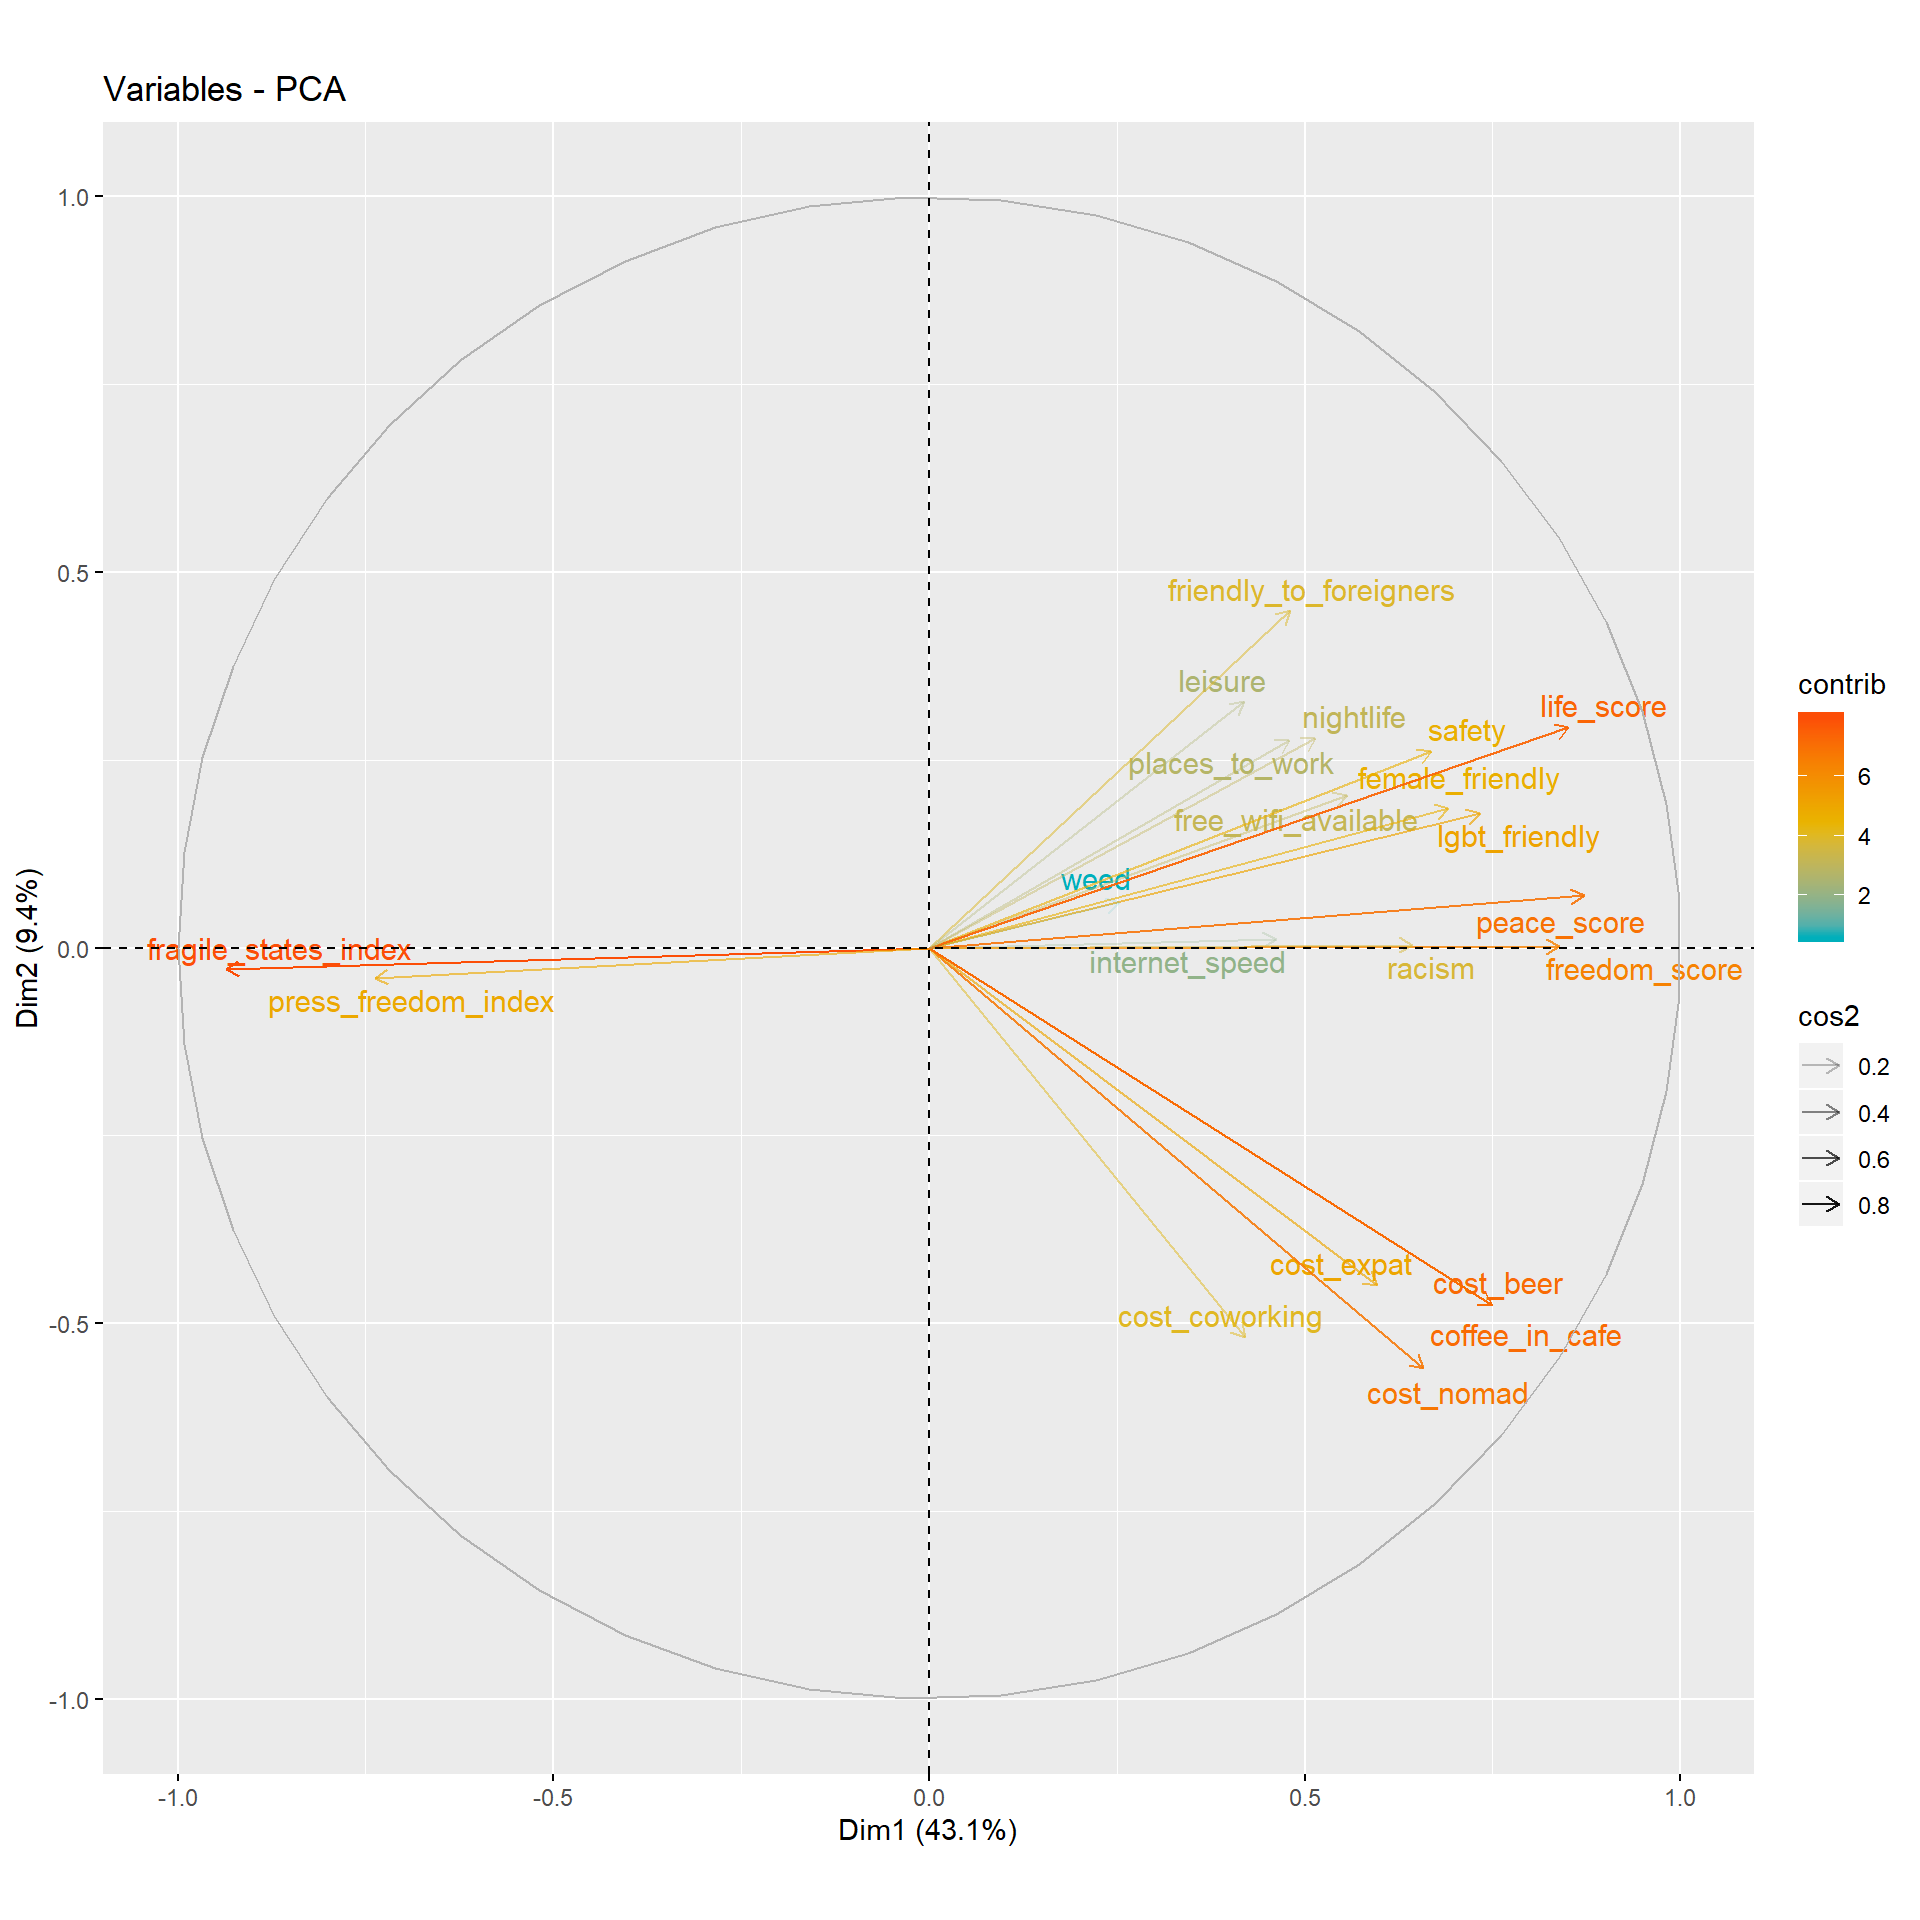 Variables - PCA
1.0
0.5
0.0
-0.5
-1.0
Dim2 (9.4%)
friendly_to_foreigners
leisure
life_score
nightlife
safety
places_to_work
female_friendly
free_wifi_available
lgbt_friendly
weed
peace_score
fragile_states_index
internet_speed
racism
freedom_score
press_freedom_index
cost_expat
cost_beer
cost_coworking
coffee_in_cafe
cost_nomad
-1.0
-0.5
0.0
0.5
1.0
Dim1 (43.1%)
contrib
6
4
2
cos2
0.2
0.4
0.6
0.8